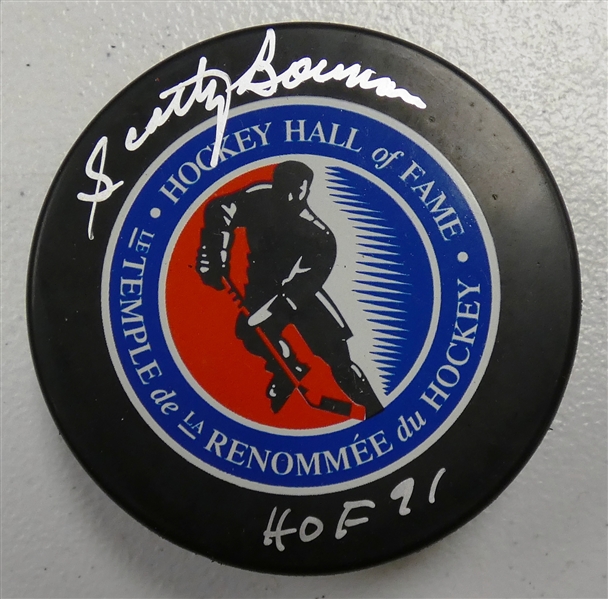 Scotty Bowman
• HOCKEY HALL of FAME •
LE TEMPLE de LA RENOMMÉE du HOCKEY
HOF 91